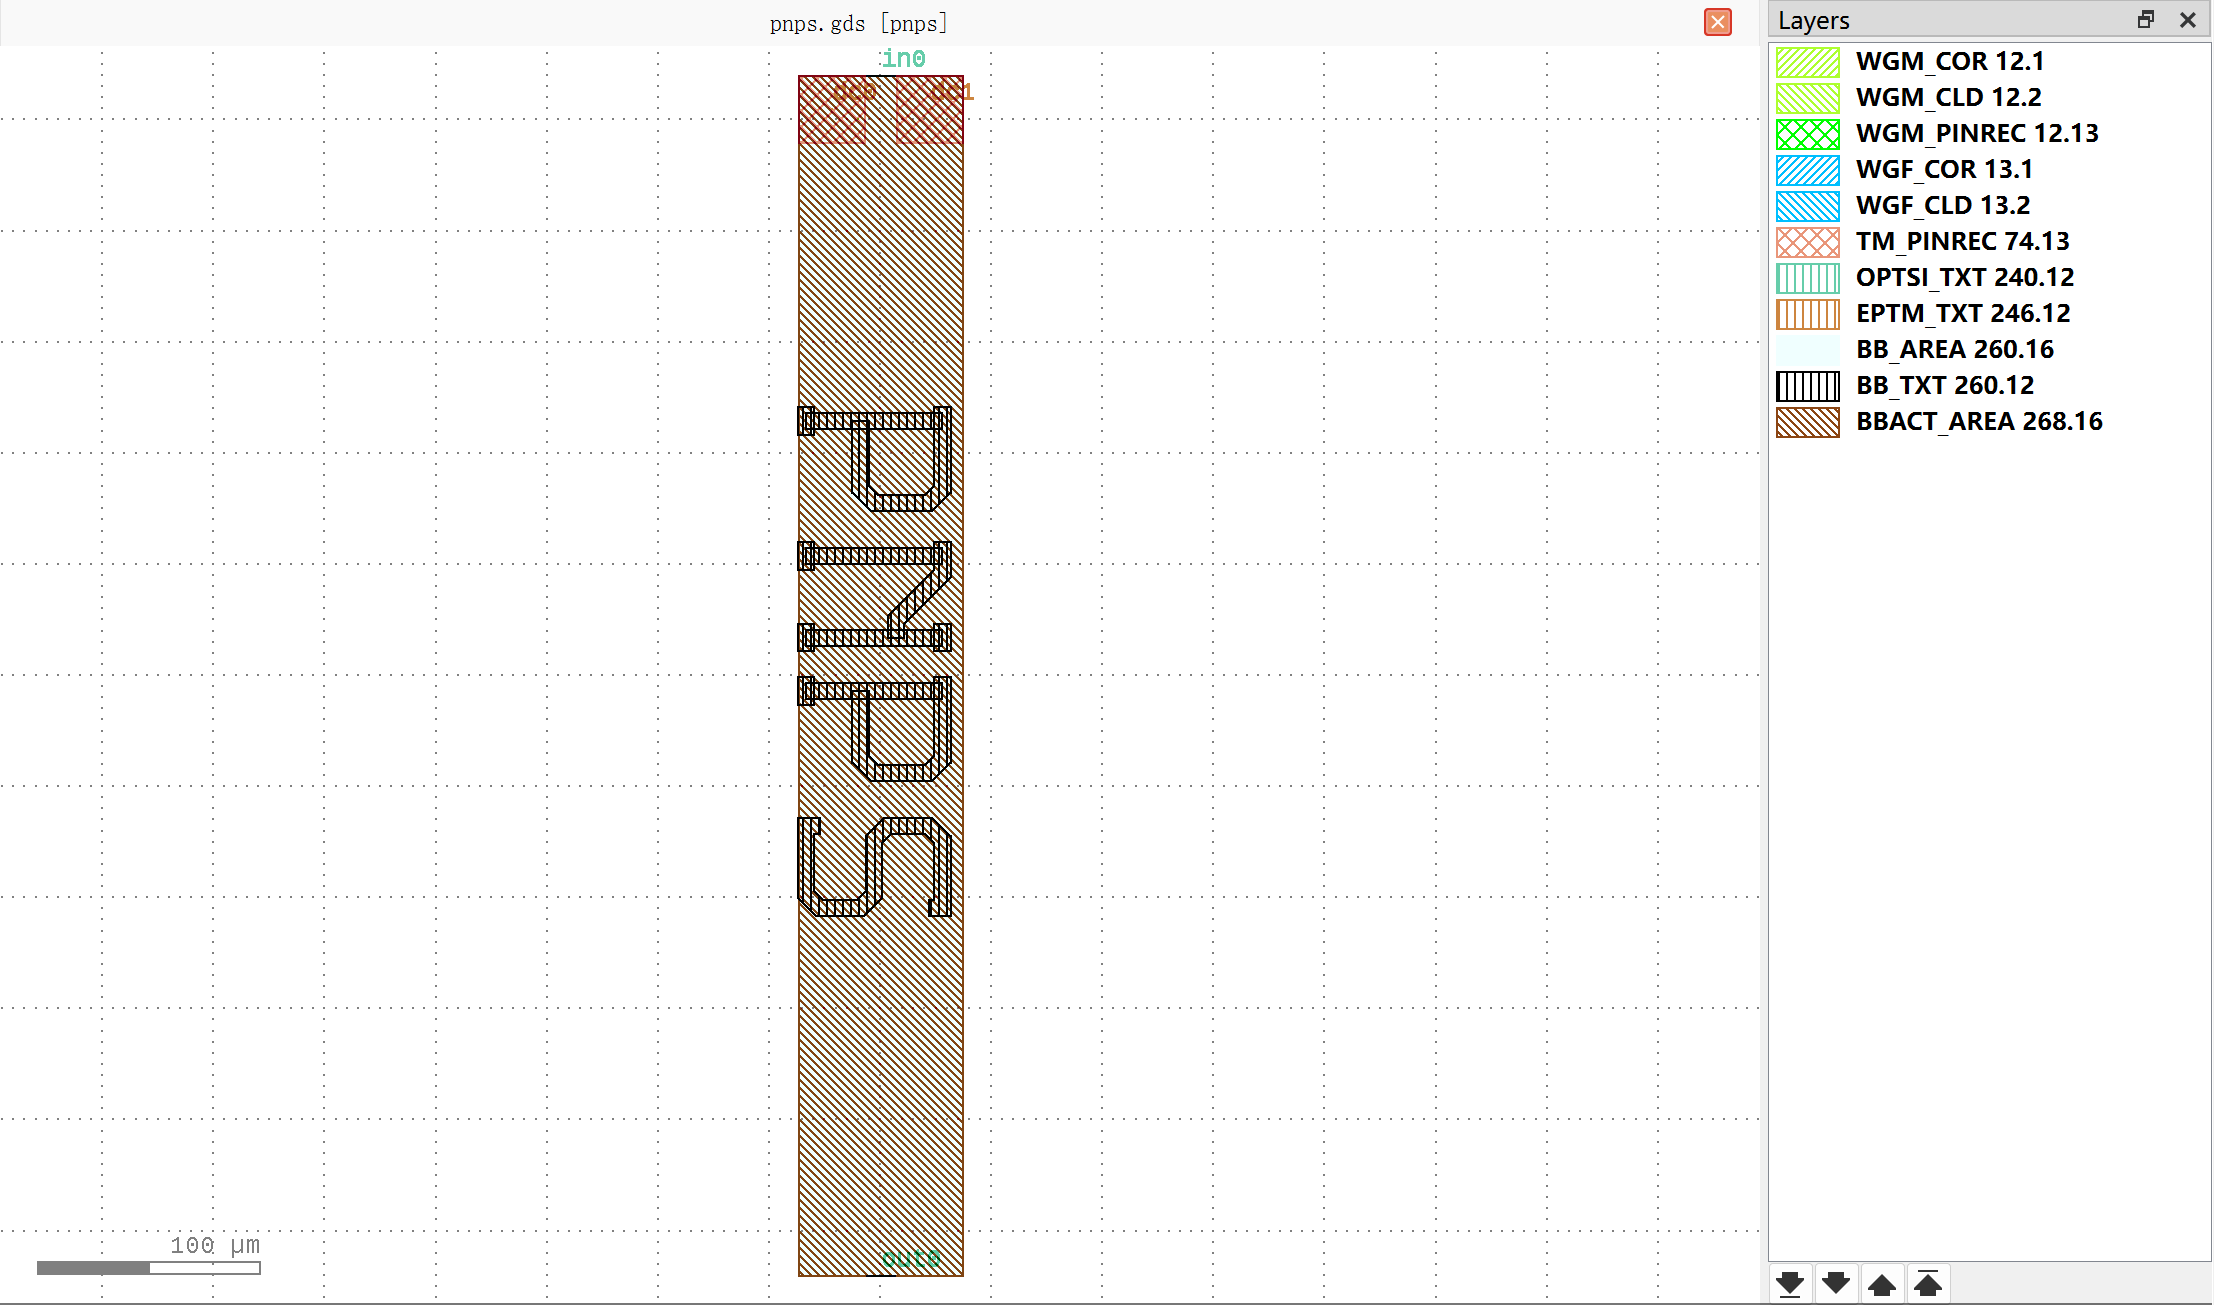 pnps.gds [pnps]
in0
dc0 dc1
PNPS
out0
100 µm
Layers
WGM_COR 12.1
WGM_CLD 12.2
WGM_PINREC 12.13
WGF_COR 13.1
WGF_CLD 13.2
TM_PINREC 74.13
OPTSI_TXT 240.12
EPTM_TXT 246.12
BB_AREA 260.16
BB_TXT 260.12
BBACT_AREA 268.16